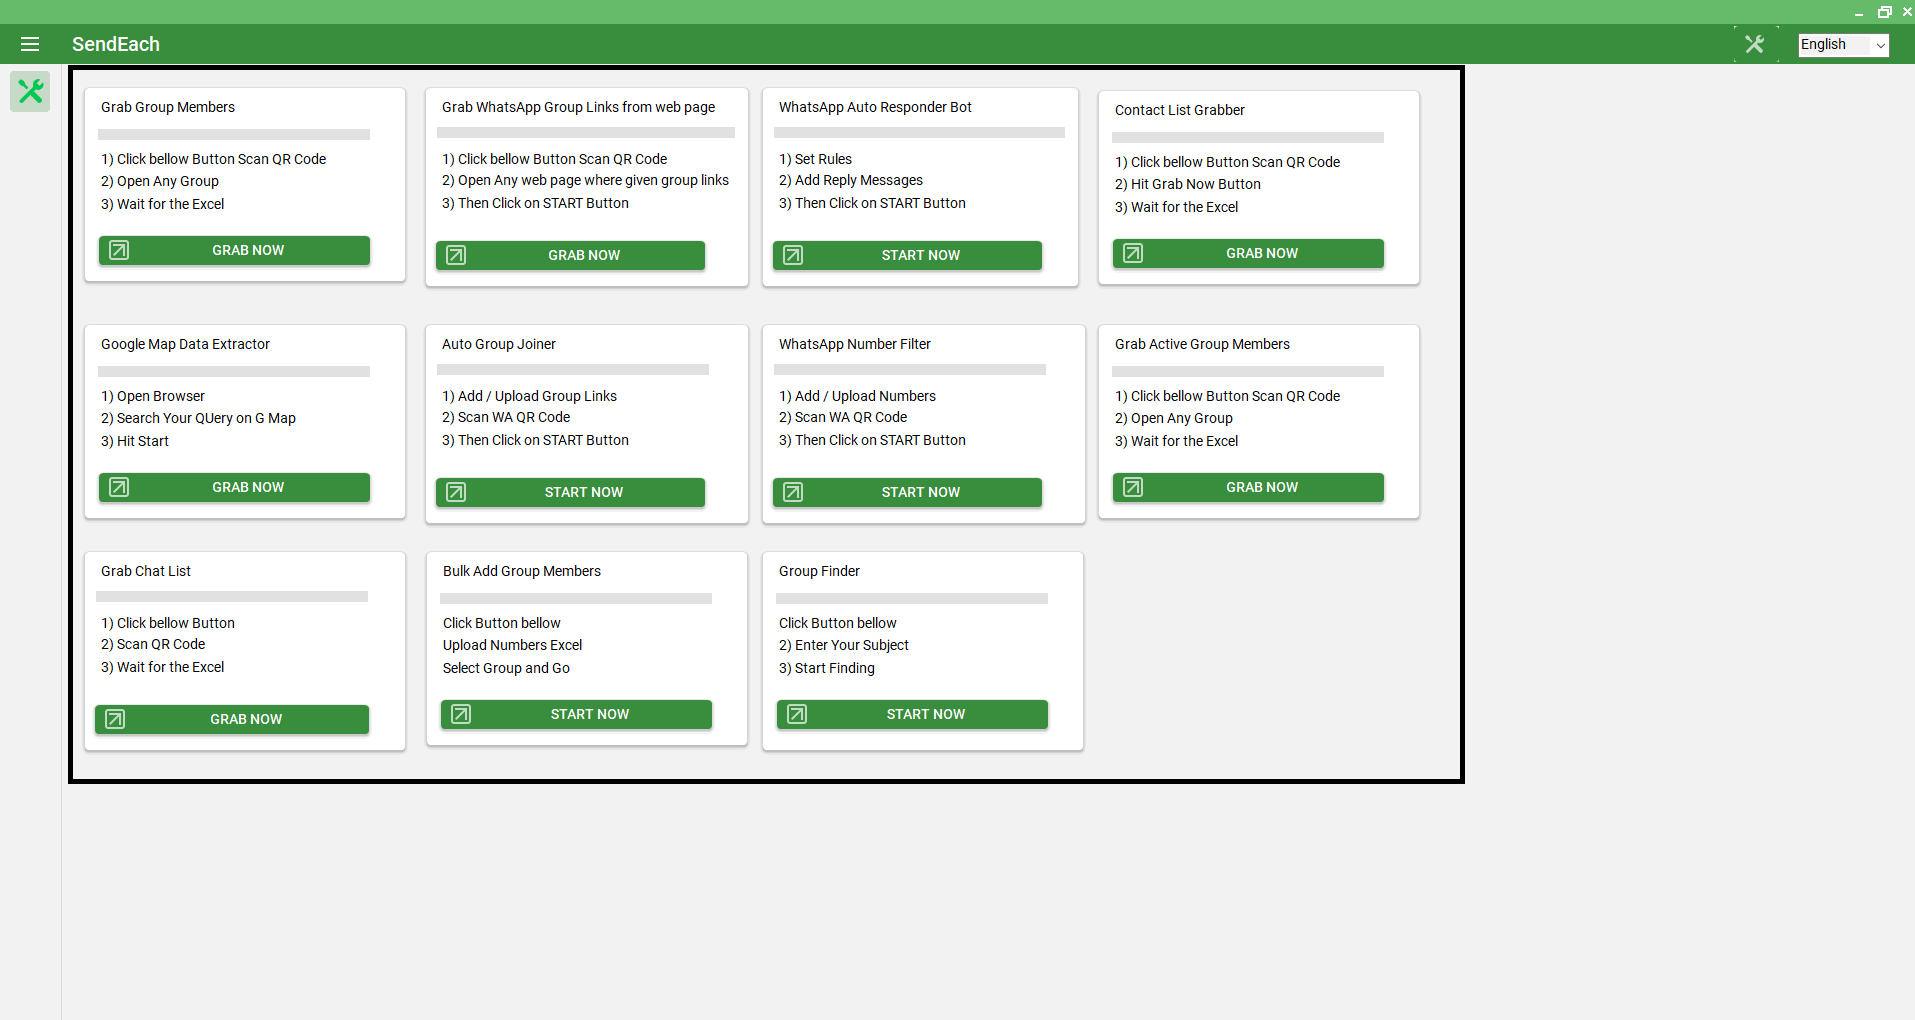 SendEach
English
Grab Group Members
1) Click bellow Button Scan QR Code
2) Open Any Group
3) Wait for the Excel
GRAB NOW
Grab WhatsApp Group Links from web page
1) Click bellow Button Scan QR Code
2) Open Any web page where given group links
3) Then Click on START Button
GRAB NOW
WhatsApp Auto Responder Bot
1) Set Rules
2) Add Reply Messages
3) Then Click on START Button
START NOW
Contact List Grabber
1) Click bellow Button Scan QR Code
2) Hit Grab Now Button
3) Wait for the Excel
GRAB NOW
Google Map Data Extractor
1) Open Browser
2) Search Your QUery on G Map
3) Hit Start
GRAB NOW
Auto Group Joiner
1) Add / Upload Group Links
2) Scan WA QR Code
3) Then Click on START Button
START NOW
WhatsApp Number Filter
1) Add / Upload Numbers
2) Scan WA QR Code
3) Then Click on START Button
START NOW
Grab Active Group Members
1) Click bellow Button Scan QR Code
2) Open Any Group
3) Wait for the Excel
GRAB NOW
Grab Chat List
1) Click bellow Button
2) Scan QR Code
3) Wait for the Excel
GRAB NOW
Bulk Add Group Members
Click Button bellow
Upload Numbers Excel
Select Group and Go
START NOW
Group Finder
Click Button bellow
2) Enter Your Subject
3) Start Finding
START NOW